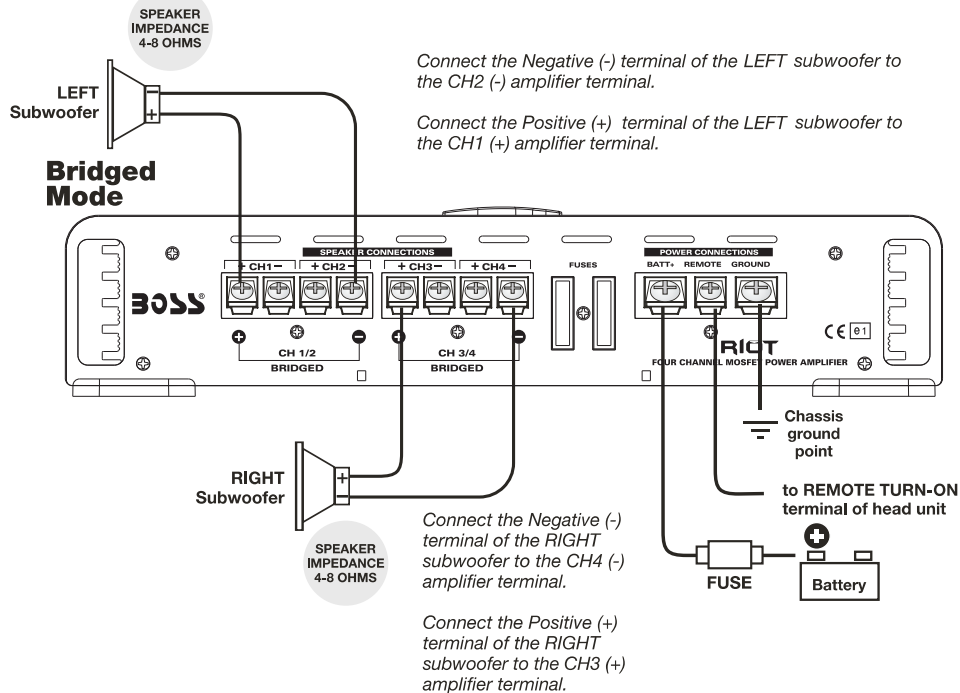 SPEAKER
IMPEDANCE
4-8 OHMS
LEFT
Subwoofer
−
+
Connect the Negative (-) terminal of the LEFT subwoofer to
the CH2 (-) amplifier terminal.
Connect the Positive (+) terminal of the LEFT subwoofer to
the CH1 (+) amplifier terminal.
Bridged
Mode
SPEAKER CONNECTIONS
POWER CONNECTIONS
+ CH1 − + CH2 − + CH3 − + CH4 −
FUSES
BATT+ REMOTE GROUND
BOSS®
CE e1
+ − + −
CH 1/2
BRIDGED
CH 3/4
BRIDGED
RIOT
FOUR CHANNEL MOSFET POWER AMPLIFIER
Chassis
ground
point
RIGHT
Subwoofer
+
−
to REMOTE TURN-ON
terminal of head unit
SPEAKER
IMPEDANCE
4-8 OHMS
Connect the Negative (-)
terminal of the RIGHT
subwoofer to the CH4 (-)
amplifier terminal.
Connect the Positive (+)
terminal of the RIGHT
subwoofer to the CH3 (+)
amplifier terminal.
FUSE
+
Battery